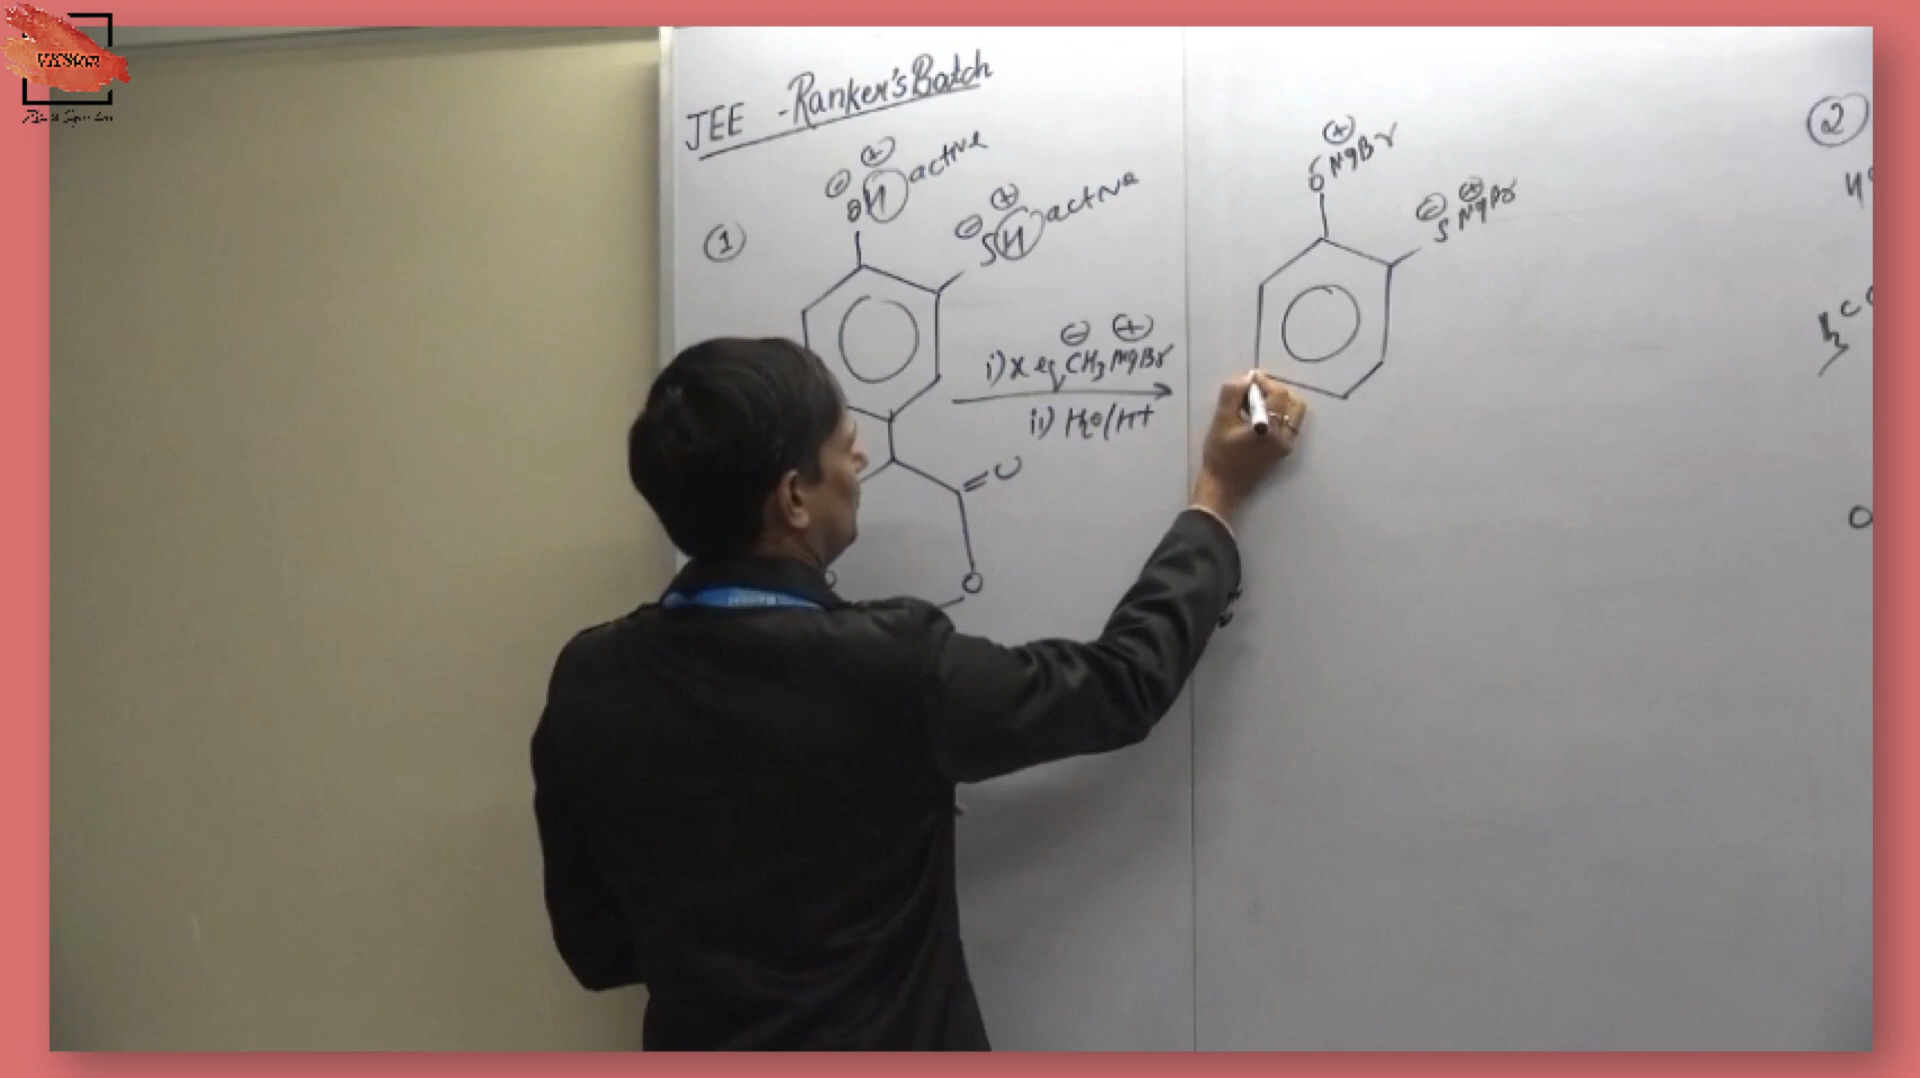 JEE - Ranker's Batch
①
⊖ ⊕
OH active
⊖ ⊕
SH active
⊖ ⊕
i) x eq CH3MgBr
ii) H2O/H+
=O
O
⊕
OMgBr
⊖ ⊕
SMgBr
②
O